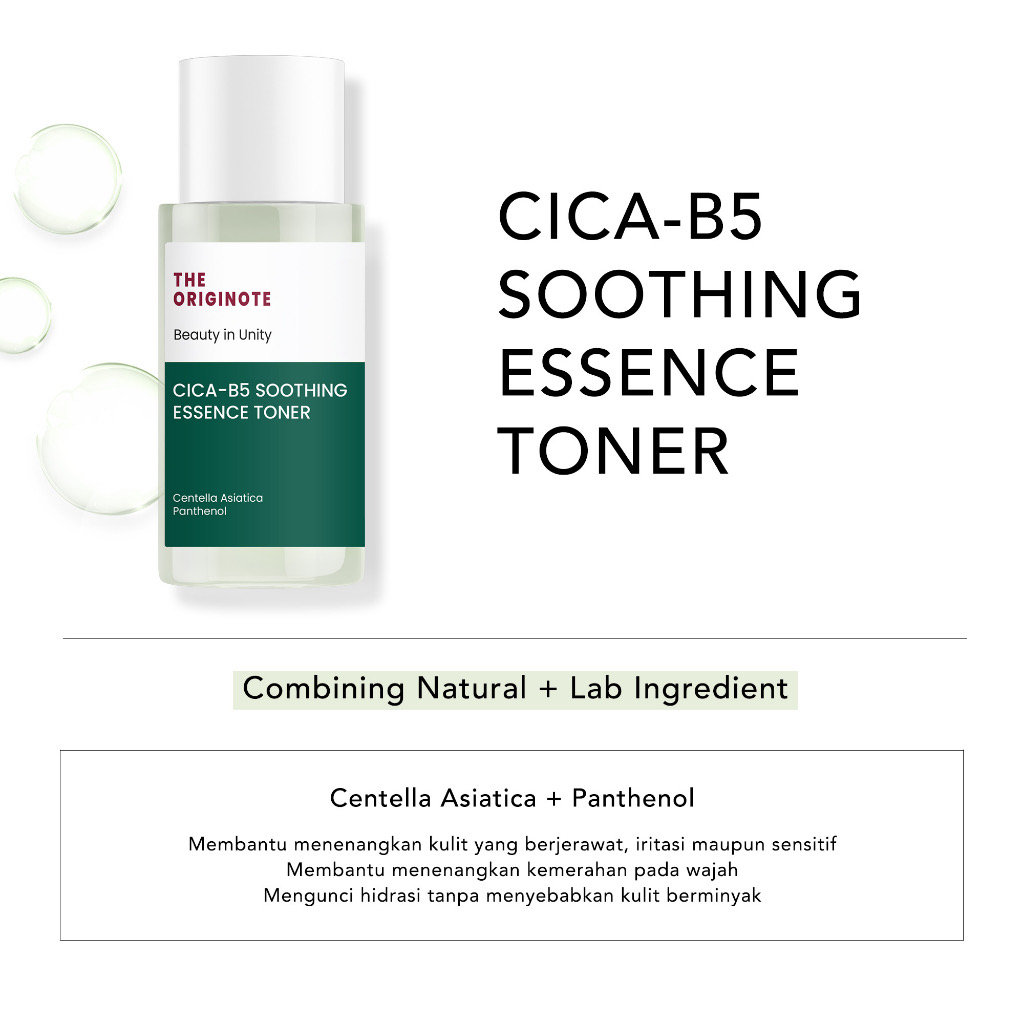 THE
ORIGINOTE
Beauty in Unity
CICA-B5 SOOTHING
ESSENCE TONER
Centella Asiatica
Panthenol
CICA-B5
SOOTHING
ESSENCE
TONER
Combining Natural + Lab Ingredient
Centella Asiatica + Panthenol
Membantu menenangkan kulit yang berjerawat, iritasi maupun sensitif
Membantu menenangkan kemerahan pada wajah
Mengunci hidrasi tanpa menyebabkan kulit berminyak